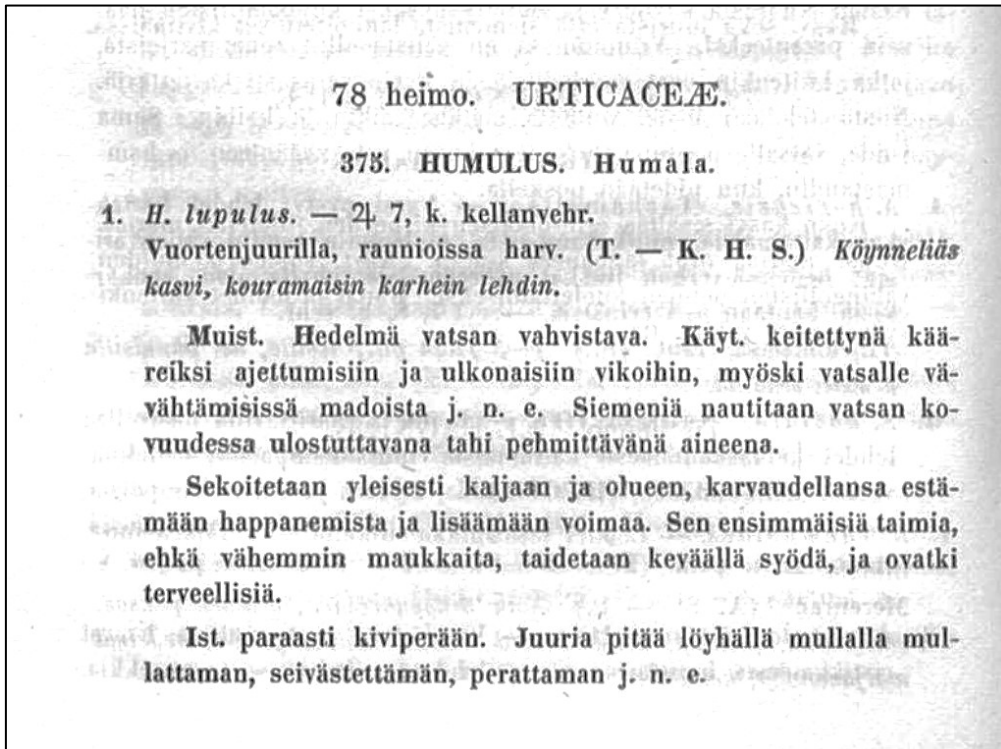 78 heimo. URTICACEÆ.
375. HUMULUS. Humala.
1. H. lupulus. — ♃ 7, k. kellanvehr.
Vuortenjuurilla, raunioissa harv. (T. — K. H. S.) Köynneliäs
kasvi, kouramaisin karhein lehdin.
Muist. Hedelmä vatsan vahvistava. Käyt. keitettynä kää-
reiksi ajettumisiin ja ulkonaisiin vikoihin, myöski vatsalle vä-
vähtämisissä madoista j. n. e. Siemeniä nautitaan vatsan ko-
vuudessa ulostuttavana tahi pehmittävänä aineena.
Sekoitetaan yleisesti kaljaan ja olueen, karvaudellansa estä-
mään happanemista ja lisäämään voimaa. Sen ensimmäisiä taimia,
ehkä vähemmin maukkaita, taidetaan keväällä syödä, ja ovatki
terveellisiä.
Ist. paraasti kiviperään. Juuria pitää löyhällä mullalla mul-
lattaman, seivästettämän, perattaman j. n. e.